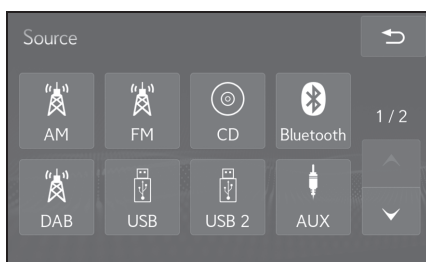 Source
AM FM CD Bluetooth
1 / 2
DAB USB USB 2 AUX